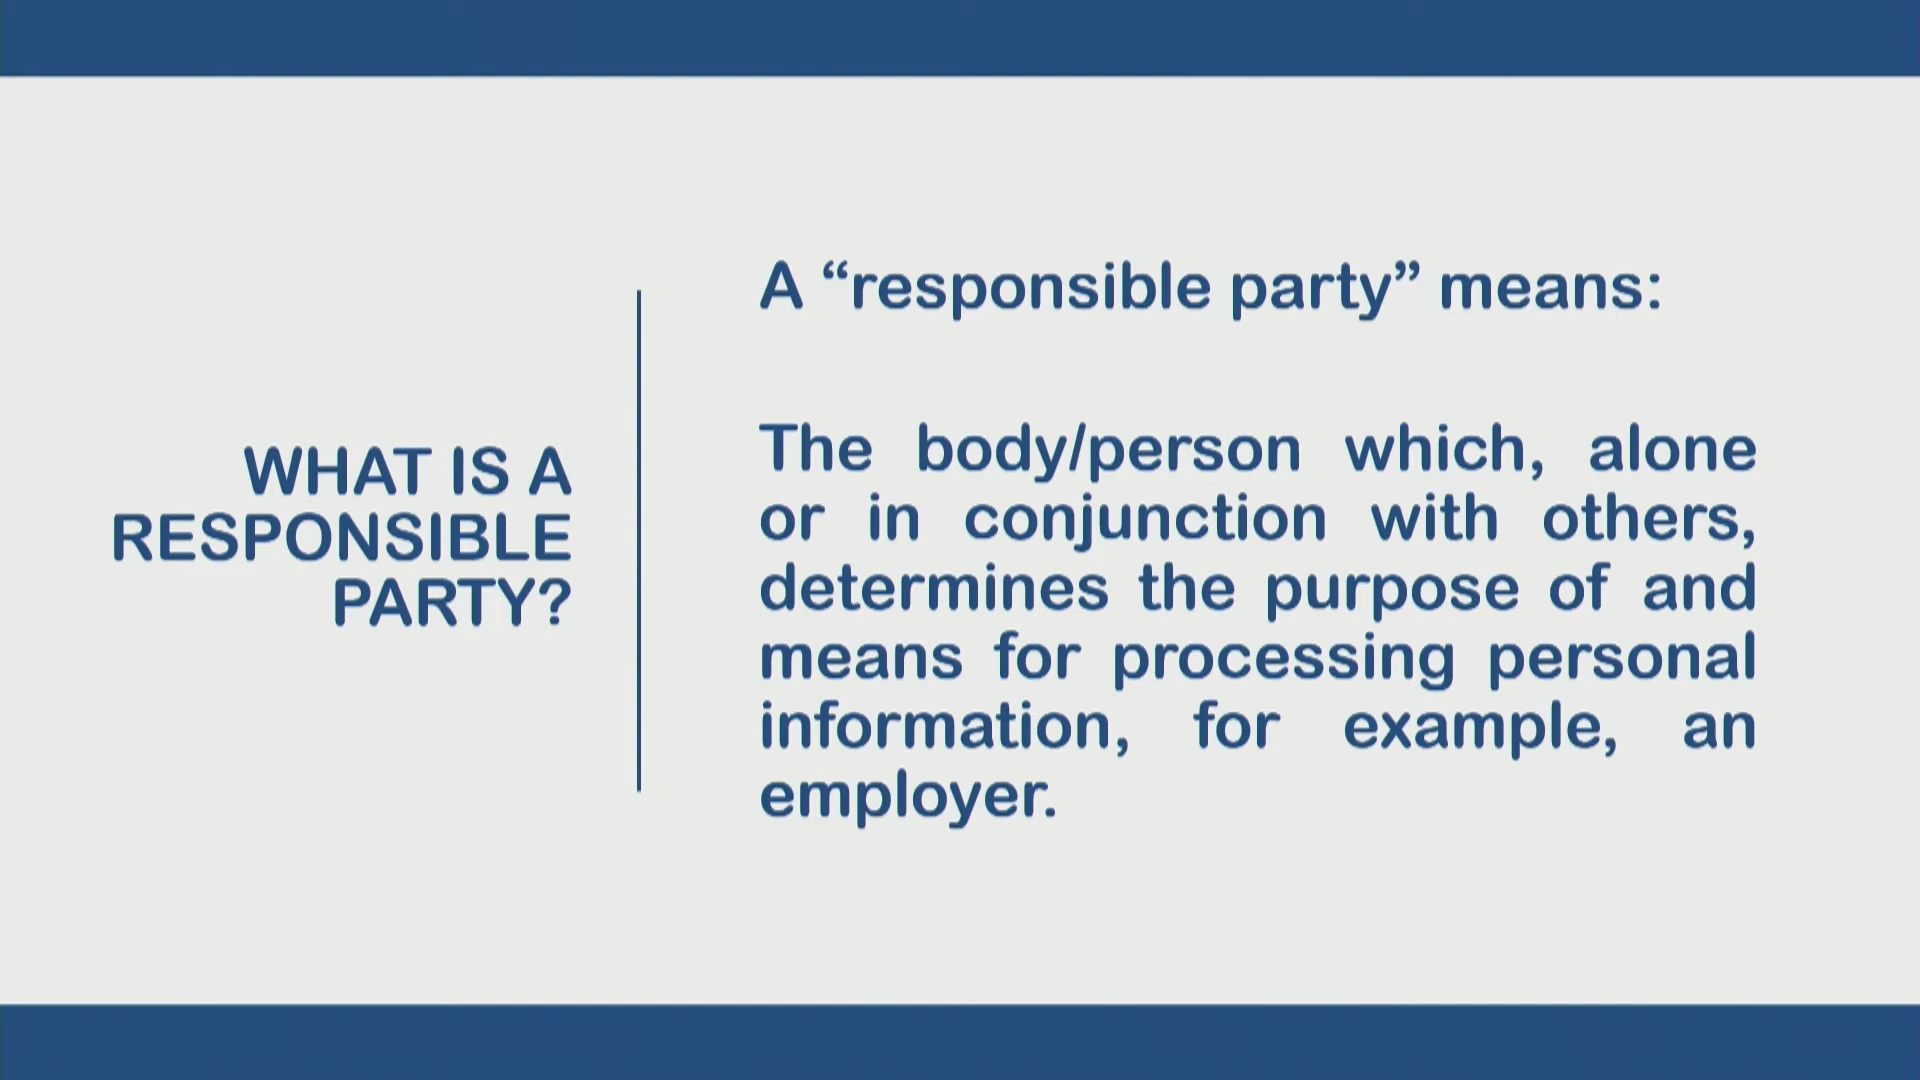 WHAT IS A
RESPONSIBLE
PARTY?
A “responsible party” means:
The body/person which, alone
or in conjunction with others,
determines the purpose of and
means for processing personal
information, for example, an
employer.